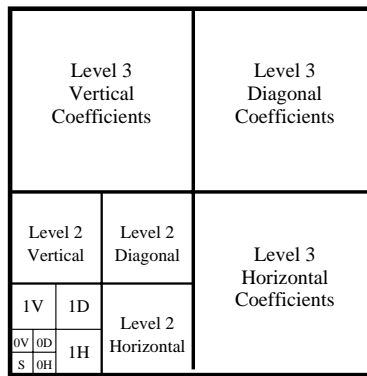 Level 3
Vertical
Coefficients
Level 3
Diagonal
Coefficients
Level 2
Vertical
Level 2
Diagonal
Level 3
Horizontal
Coefficients
1V
1D
Level 2
Horizontal
0V
0D
1H
S
0H